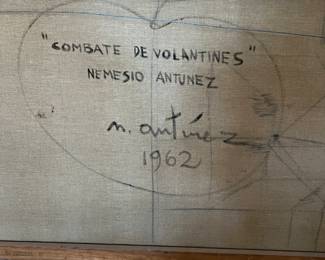 "COMBATE DE VOLANTINES"
NEMESIO ANTUNEZ
n. antúnez
1962